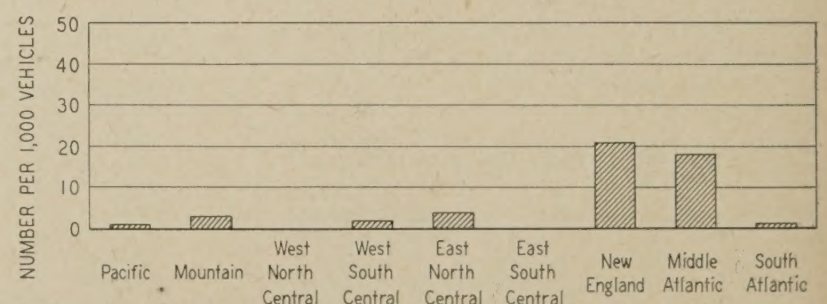 NUMBER PER 1,000 VEHICLES
50
40
30
20
10
0
Pacific
Mountain
West
North
Central
West
South
Central
East
North
Central
East
South
Central
New
England
Middle
Atlantic
South
Atlantic